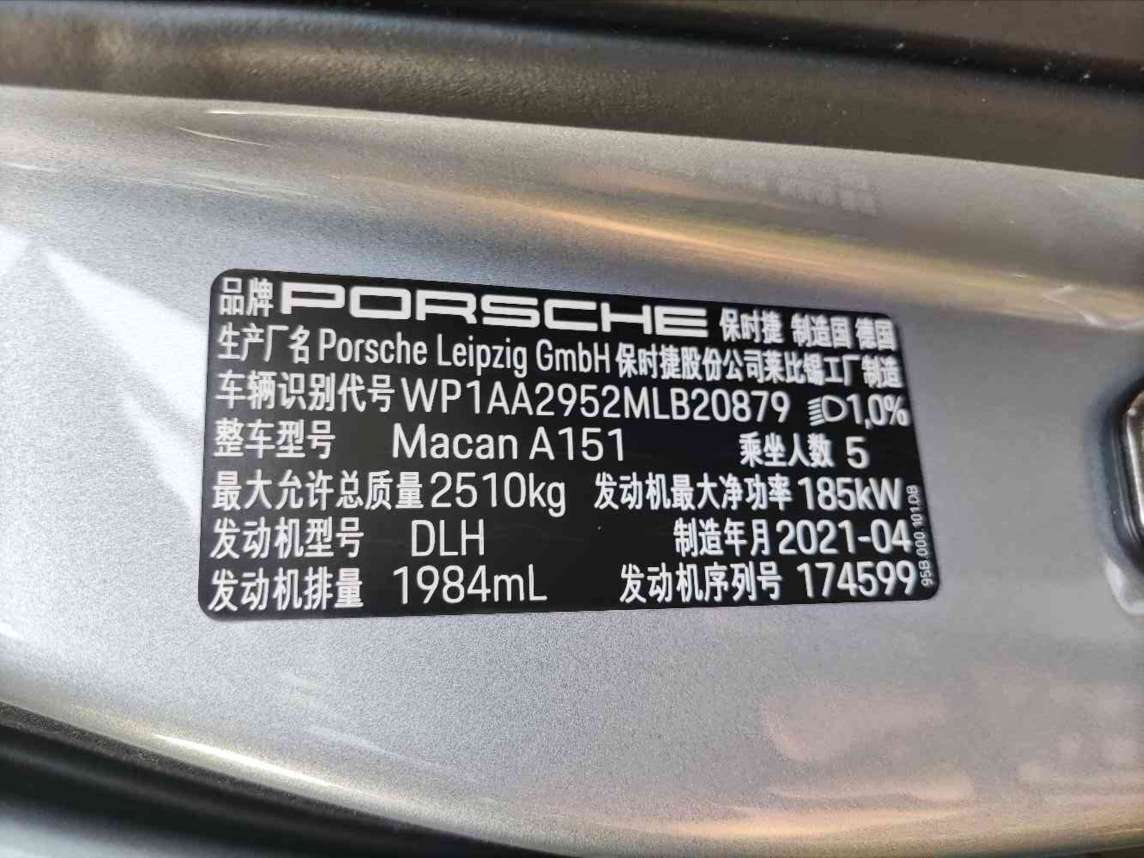 品牌 PORSCHE 保时捷 制造国 德国
生产厂名 Porsche Leipzig GmbH 保时捷股份公司莱比锡工厂制造
车辆识别代号 WP1AA2952MLB20879 1,0%
整车型号 Macan A151 乘坐人数 5
最大允许总质量 2510kg 发动机最大净功率 185kW
发动机型号 DLH 制造年月 2021-04
发动机排量 1984mL 发动机序列号 174599
95B.000.101.DB